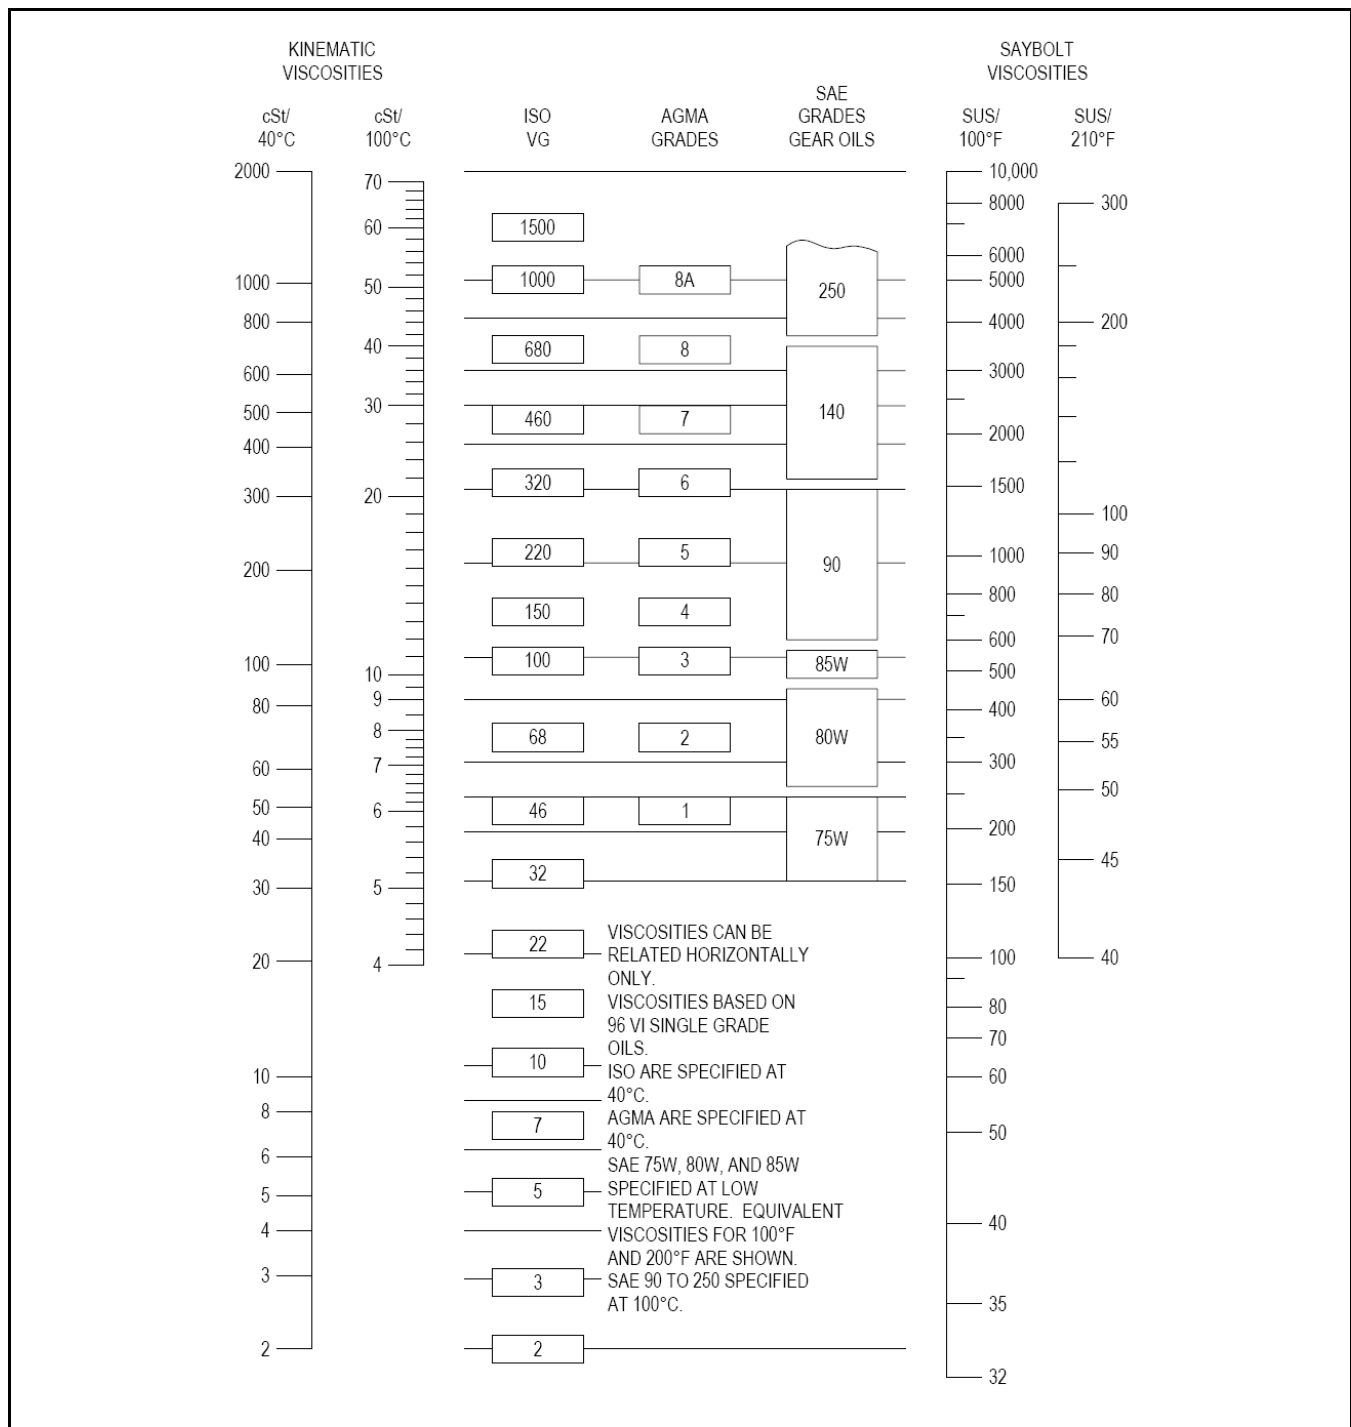 KINEMATIC
VISCOSITIES
SAYBOLT
VISCOSITIES
cSt/
40°C
cSt/
100°C
ISO
VG
AGMA
GRADES
SAE
GRADES
GEAR OILS
SUS/
100°F
SUS/
210°F
2000
1000
800
600
500
400
300
200
100
80
60
50
40
30
20
10
8
6
5
4
3
2
70
60
50
40
30
20
10
9
8
7
6
5
4
1500
1000
680
460
320
220
150
100
68
46
32
22
15
10
7
5
3
2
8A
8
7
6
5
4
3
2
1
250
140
90
85W
80W
75W
VISCOSITIES CAN BE
RELATED HORIZONTALLY
ONLY.
VISCOSITIES BASED ON
96 VI SINGLE GRADE
OILS.
ISO ARE SPECIFIED AT
40°C.
AGMA ARE SPECIFIED AT
40°C.
SAE 75W, 80W, AND 85W
SPECIFIED AT LOW
TEMPERATURE. EQUIVALENT
VISCOSITIES FOR 100°F
AND 200°F ARE SHOWN.
SAE 90 TO 250 SPECIFIED
AT 100°C.
10,000
8000
6000
5000
4000
3000
2000
1500
1000
800
600
500
400
300
200
150
100
80
70
60
50
40
35
32
300
200
100
90
80
70
60
55
50
45
40